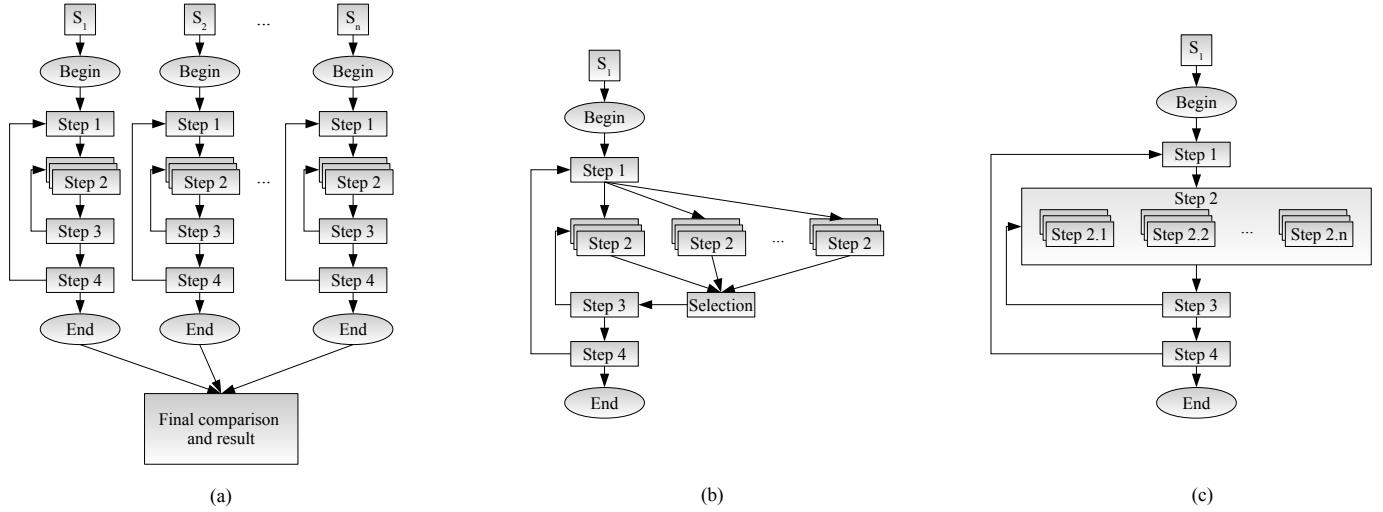 S1 S2 ... Sn
Begin Begin Begin
Step 1 Step 1 Step 1
Step 2 Step 2 ... Step 2
Step 3 Step 3 Step 3
Step 4 Step 4 Step 4
End End End
Final comparison
and result
(a)
S1
Begin
Step 1
Step 2 Step 2 ... Step 2
Step 3 Selection
Step 4
End
(b)
S1
Begin
Step 1
Step 2
Step 2.1 Step 2.2 ... Step 2.n
Step 3
Step 4
End
(c)